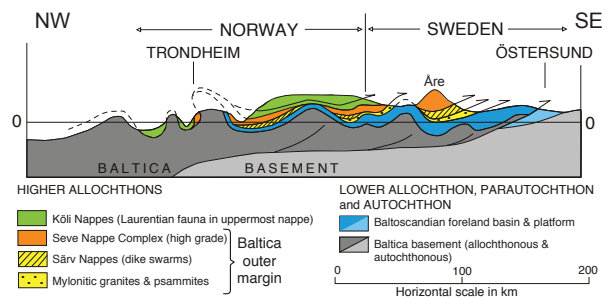 NW
NORWAY
SWEDEN
SE
TRONDHEIM
ÖSTERSUND
Åre
0
0
BALTICA BASEMENT
HIGHER ALLOCHTHONS
Köli Nappes (Laurentian fauna in uppermost nappe)
Seve Nappe Complex (high grade)
Särv Nappes (dike swarms)
Mylonitic granites & psammites
Baltica
outer
margin
LOWER ALLOCHTHON, PARAUTOCHTHON
and AUTOCHTHON
Baltoscandian foreland basin & platform
Baltica basement (allochthonous &
autochthonous)
0 100 200
Horizontal scale in km